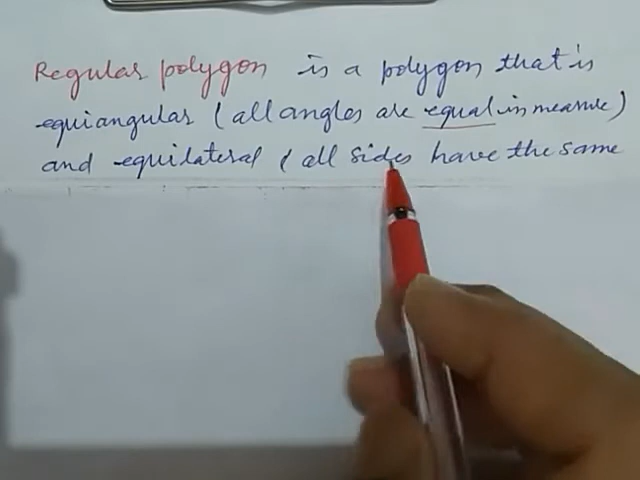 Regular polygon is a polygon that is
equiangular (all angles are equal in measure)
and equilateral (all sides have the same